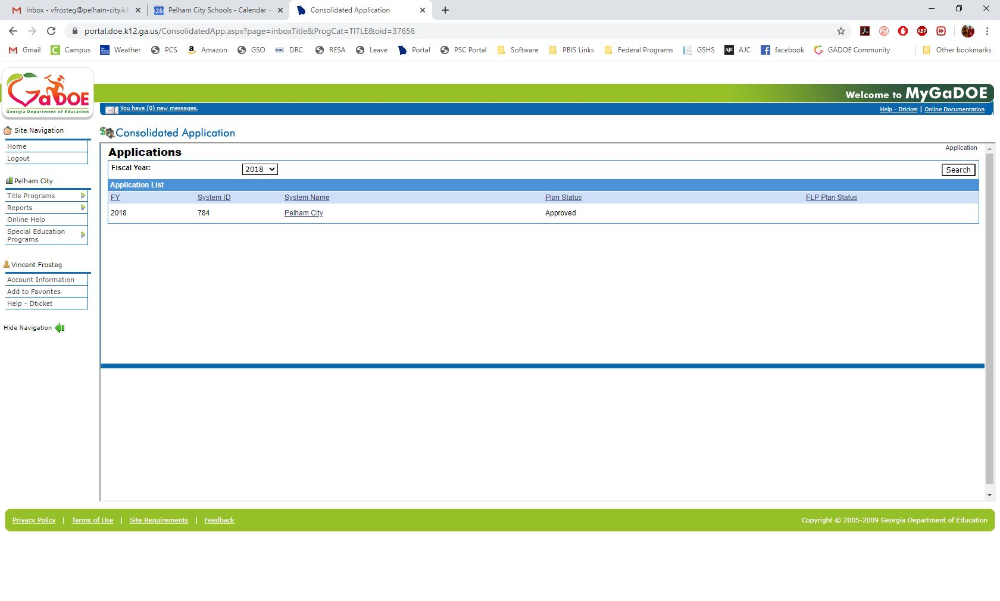 Inbox - vfrosteg@pelham-city.k1
Pelham City Schools - Calendar -
Consolidated Application
portal.doe.k12.ga.us/ConsolidatedApp.aspx?page=inboxTitle&ProgCat=TITLE&oid=37656
Gmail Campus Weather PCS Amazon GSO DRC RESA Leave Portal PSC Portal Software PBIS Links Federal Programs GSHS AJC facebook GADOE Community Other bookmarks
GaDOE
Georgia Department of Education
Welcome to MyGaDOE
You have (0) new messages.
Help - Dticket | Online Documentation
Site Navigation
Home
Logout
Pelham City
Title Programs
Reports
Online Help
Special Education
Programs
Vincent Frosteg
Account Information
Add to Favorites
Help - Dticket
Hide Navigation
Consolidated Application
Applications
Application
Fiscal Year: 2018 Search
Application List
FY System ID System Name Plan Status FLP Plan Status
2018 784 Pelham City Approved
Privacy Policy | Terms of Use | Site Requirements | Feedback
Copyright © 2005-2009 Georgia Department of Education